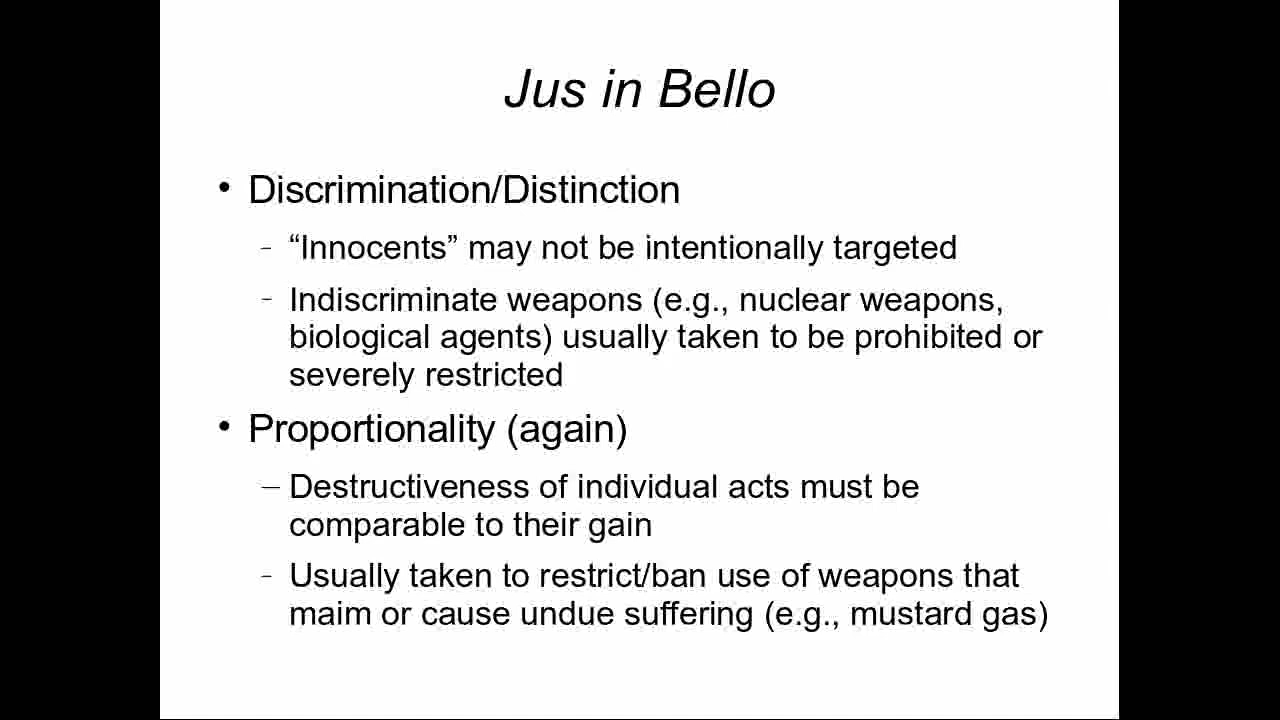 Jus in Bello
• Discrimination/Distinction
– “Innocents” may not be intentionally targeted
– Indiscriminate weapons (e.g., nuclear weapons,
biological agents) usually taken to be prohibited or
severely restricted
• Proportionality (again)
– Destructiveness of individual acts must be
comparable to their gain
– Usually taken to restrict/ban use of weapons that
maim or cause undue suffering (e.g., mustard gas)